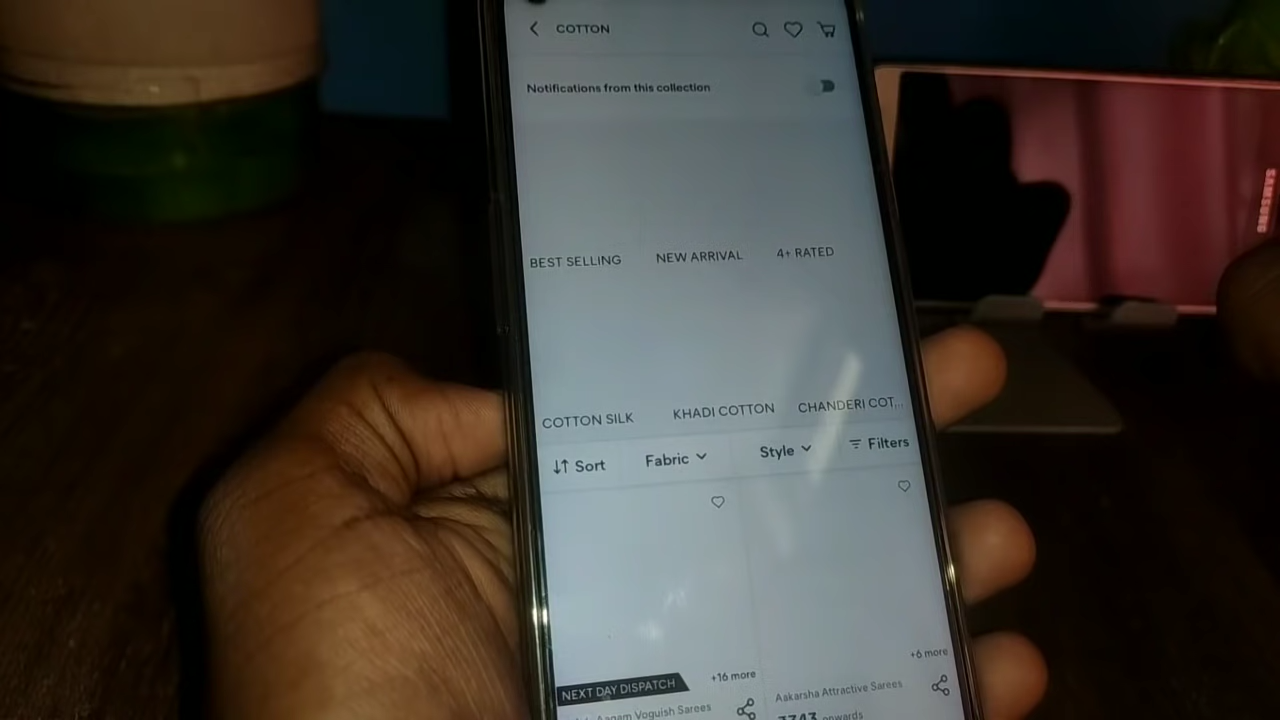 COTTON
Notifications from this collection
BEST SELLING NEW ARRIVAL 4+ RATED
COTTON SILK KHADI COTTON CHANDERI COT...
Sort Fabric Style Filters
NEXT DAY DISPATCH +16 more +6 more
Aagam Voguish Sarees Aakarsha Attractive Sarees
onwards
SAMSUNG